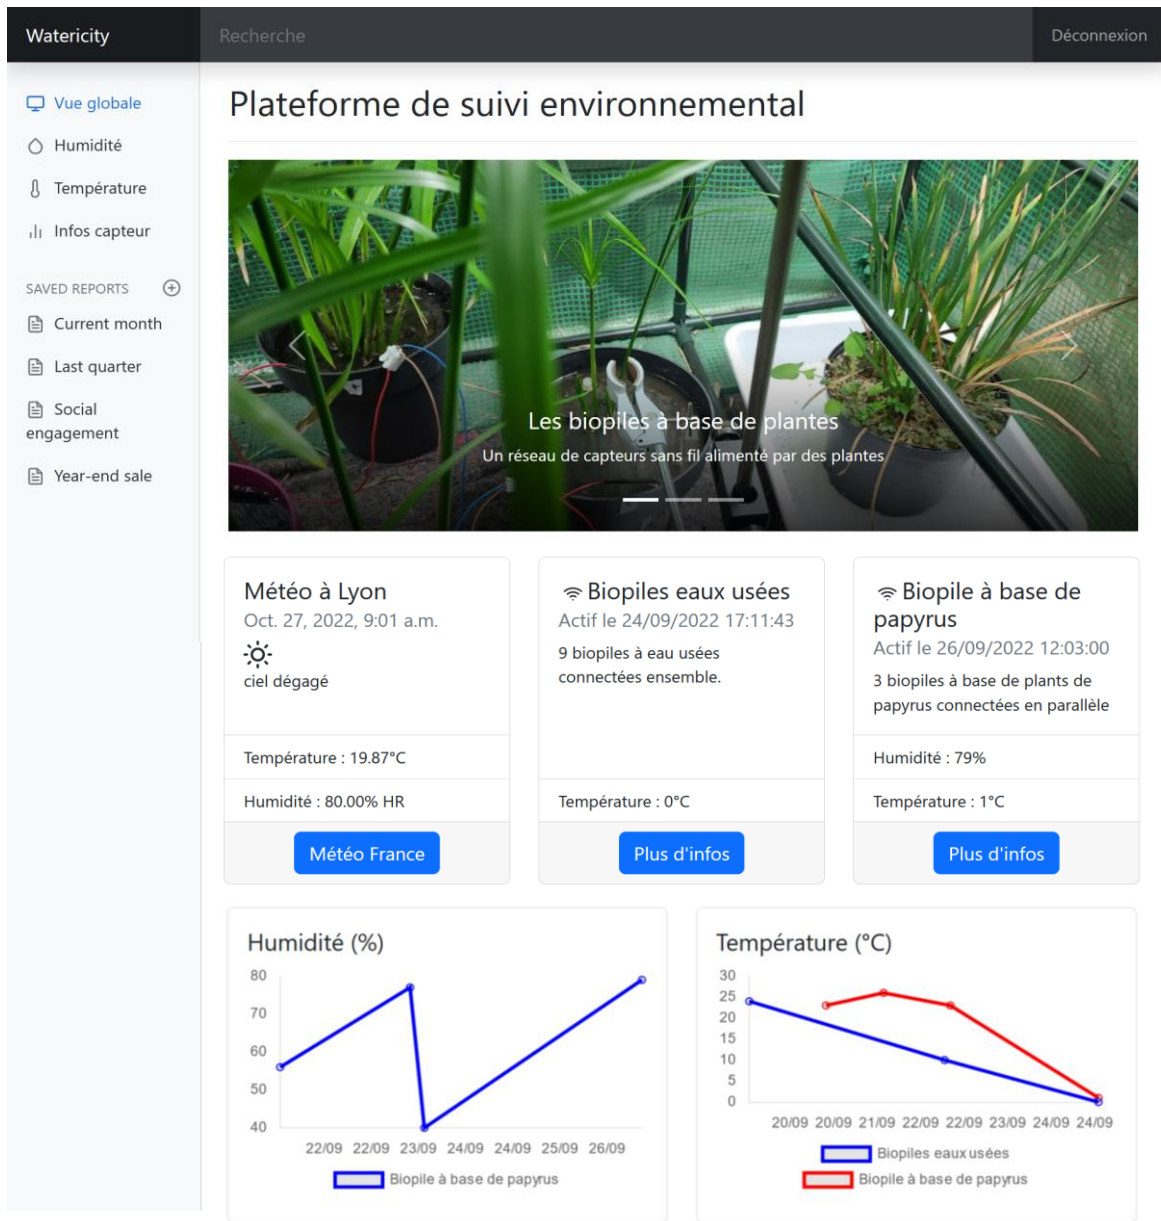 Watericity
Recherche
Déconnexion
Vue globale
Humidité
Température
Infos capteur
SAVED REPORTS
Current month
Last quarter
Social
engagement
Year-end sale
Plateforme de suivi environnemental
Les biopiles à base de plantes
Un réseau de capteurs sans fil alimenté par des plantes
Météo à Lyon
Oct. 27, 2022, 9:01 a.m.
ciel dégagé
Température : 19.87°C
Humidité : 80.00% HR
Météo France
Biopiles eaux usées
Actif le 24/09/2022 17:11:43
9 biopiles à eau usées
connectées ensemble.
Température : 0°C
Plus d'infos
Biopile à base de
papyrus
Actif le 26/09/2022 12:03:00
3 biopiles à base de plants de
papyrus connectées en parallèle
Humidité : 79%
Température : 1°C
Plus d'infos
Humidité (%)
80
70
60
50
40
22/09 22/09 23/09 24/09 24/09 25/09 26/09
Biopile à base de papyrus
Température (°C)
30
25
20
15
10
5
0
20/09 20/09 21/09 22/09 22/09 23/09 24/09 24/09
Biopiles eaux usées
Biopile à base de papyrus